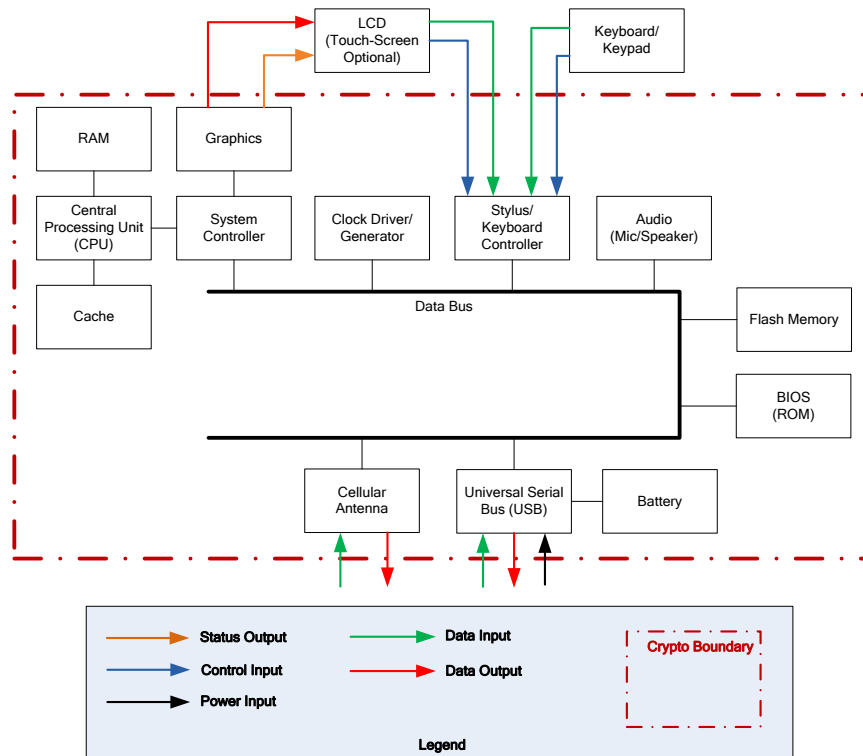 LCD
(Touch-Screen
Optional)
Keyboard/
Keypad
RAM
Graphics
Central
Processing Unit
(CPU)
System
Controller
Clock Driver/
Generator
Stylus/
Keyboard
Controller
Audio
(Mic/Speaker)
Cache
Data Bus
Flash Memory
BIOS
(ROM)
Cellular
Antenna
Universal Serial
Bus (USB)
Battery
Status Output
Data Input
Crypto Boundary
Control Input
Data Output
Power Input
Legend